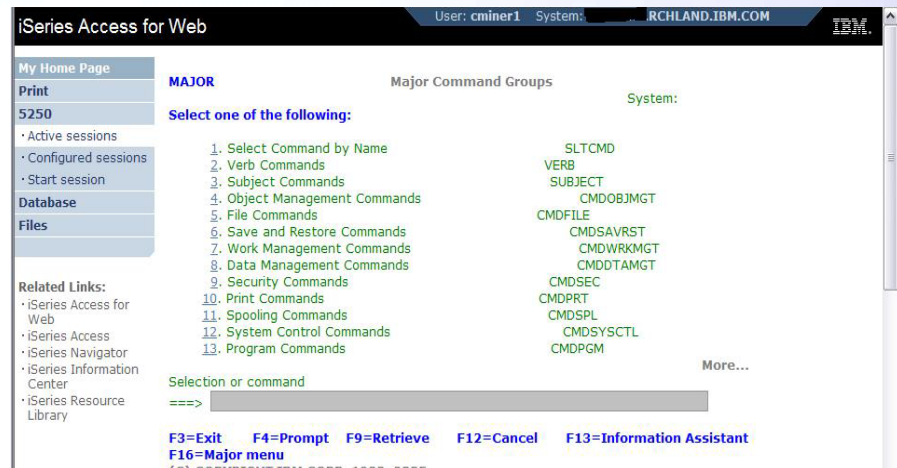 iSeries Access for Web
User: cminer1 System: RCHLAND.IBM.COM
IBM.
My Home Page
Print
5250
· Active sessions
· Configured sessions
· Start session
Database
Files
Related Links:
· iSeries Access for
Web
· iSeries Access
· iSeries Navigator
· iSeries Information
Center
· iSeries Resource
Library
MAJOR Major Command Groups
System:
Select one of the following:
1. Select Command by Name SLTCMD
2. Verb Commands VERB
3. Subject Commands SUBJECT
4. Object Management Commands CMDOBJMGT
5. File Commands CMDFILE
6. Save and Restore Commands CMDSAVRST
7. Work Management Commands CMDWRKMGT
8. Data Management Commands CMDDTAMGT
9. Security Commands CMDSEC
10. Print Commands CMDPRT
11. Spooling Commands CMDSPL
12. System Control Commands CMDSYSCTL
13. Program Commands CMDPGM
More...
Selection or command
===>
F3=Exit F4=Prompt F9=Retrieve F12=Cancel F13=Information Assistant
F16=Major menu
(C) COPYRIGHT IBM CORP.